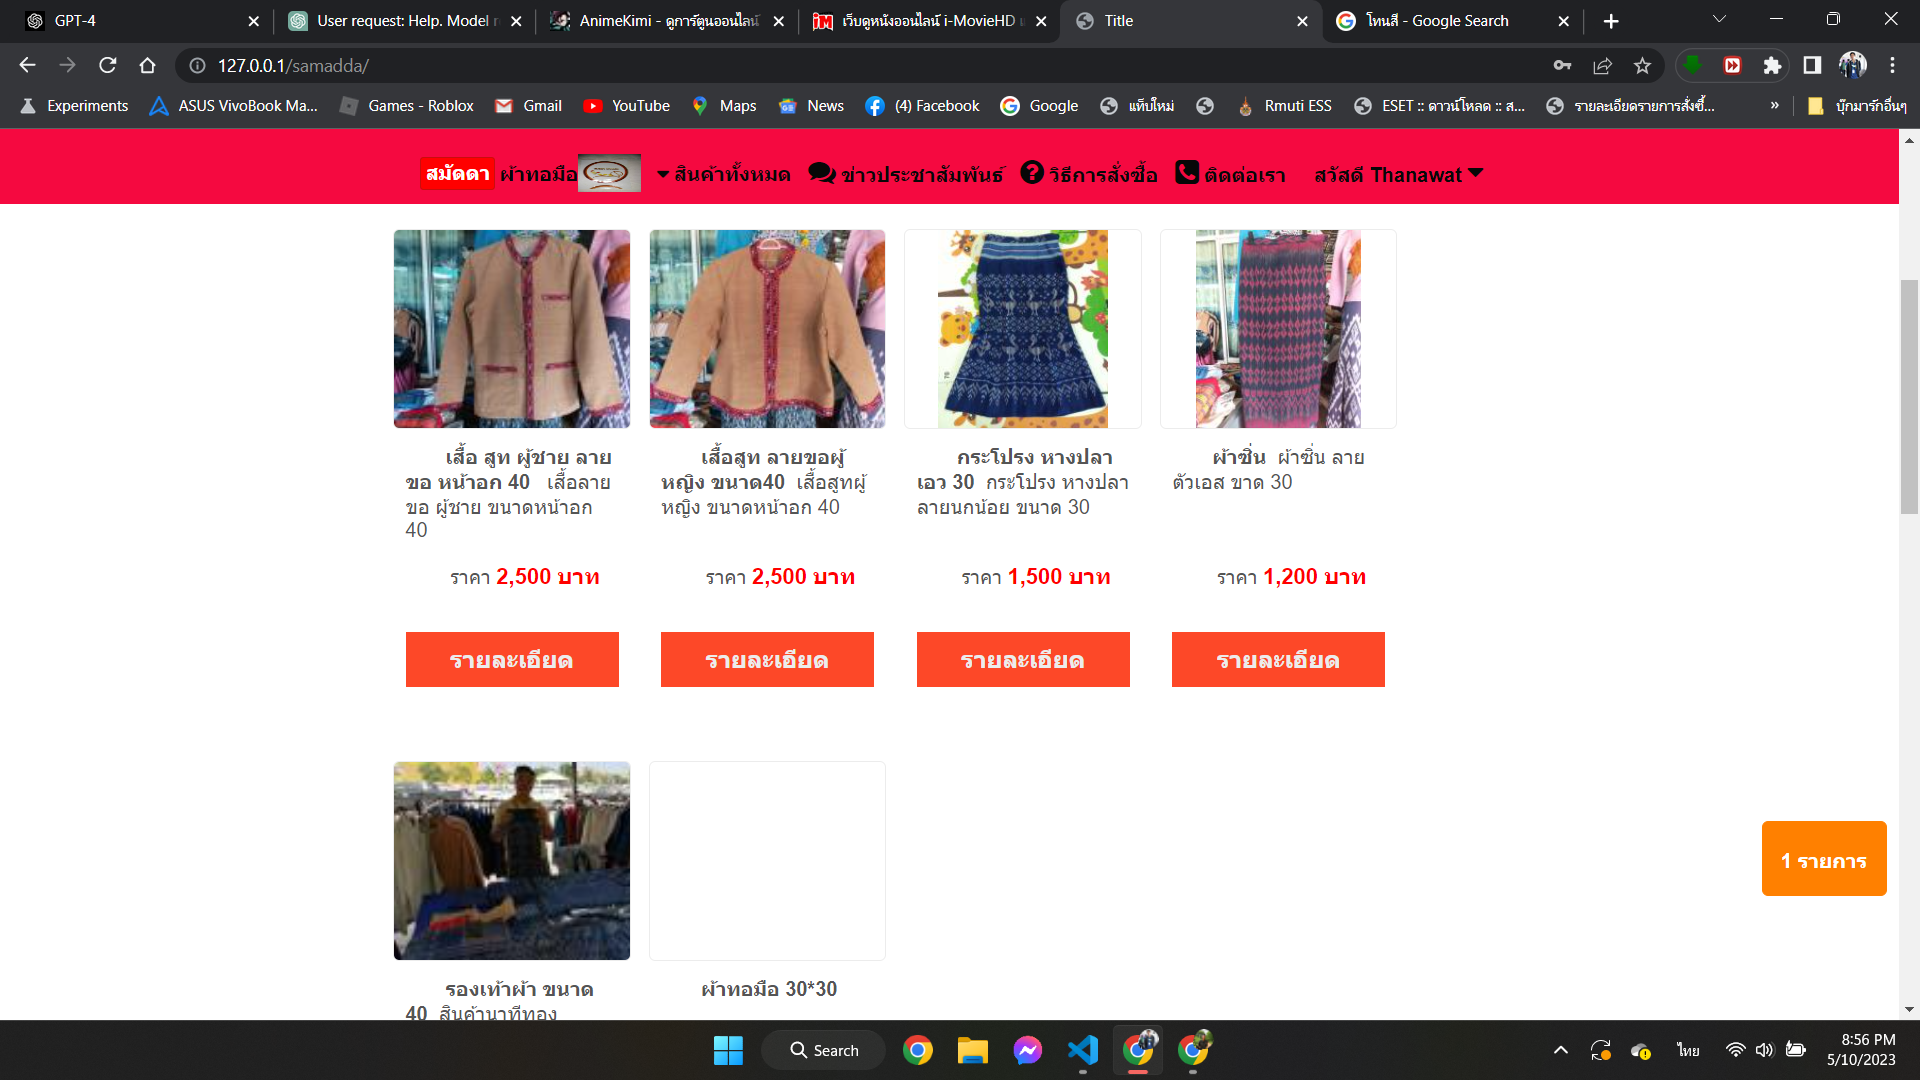 GPT-4
User request: Help. Model r
AnimeKimi - ดูการ์ตูนออนไลน์
เว็บดูหนังออนไลน์ i-MovieHD
Title
โทนสี - Google Search
127.0.0.1/samadda/
Experiments
ASUS VivoBook Ma...
Games - Roblox
Gmail
YouTube
Maps
News
(4) Facebook
Google
แท็บใหม่
Rmuti ESS
ESET :: ดาวน์โหลด :: ส...
รายละเอียดรายการสั่งซื้...
»
บุ๊กมาร์กอื่นๆ
สมัดดา ผ้าทอมือ
สินค้าทั้งหมด
ข่าวประชาสัมพันธ์
วิธีการสั่งซื้อ
ติดต่อเรา
สวัสดี Thanawat
เสื้อ สูท ผู้ชาย ลาย
ขอ หน้าอก 40 เสื้อลาย
ขอ ผู้ชาย ขนาดหน้าอก
40
ราคา 2,500 บาท
รายละเอียด
เสื้อสูท ลายขอผู้
หญิง ขนาด40 เสื้อสูทผู้
หญิง ขนาดหน้าอก 40
ราคา 2,500 บาท
รายละเอียด
กระโปรง หางปลา
เอว 30 กระโปรง หางปลา
ลายนกน้อย ขนาด 30
ราคา 1,500 บาท
รายละเอียด
ผ้าซิ่น ผ้าซิ่น ลาย
ตัวเอส ขาด 30
ราคา 1,200 บาท
รายละเอียด
รองเท้าผ้า ขนาด
40 สินค้านาทีทอง
ผ้าทอมือ 30*30
1 รายการ
Search
ไทย
8:56 PM
5/10/2023